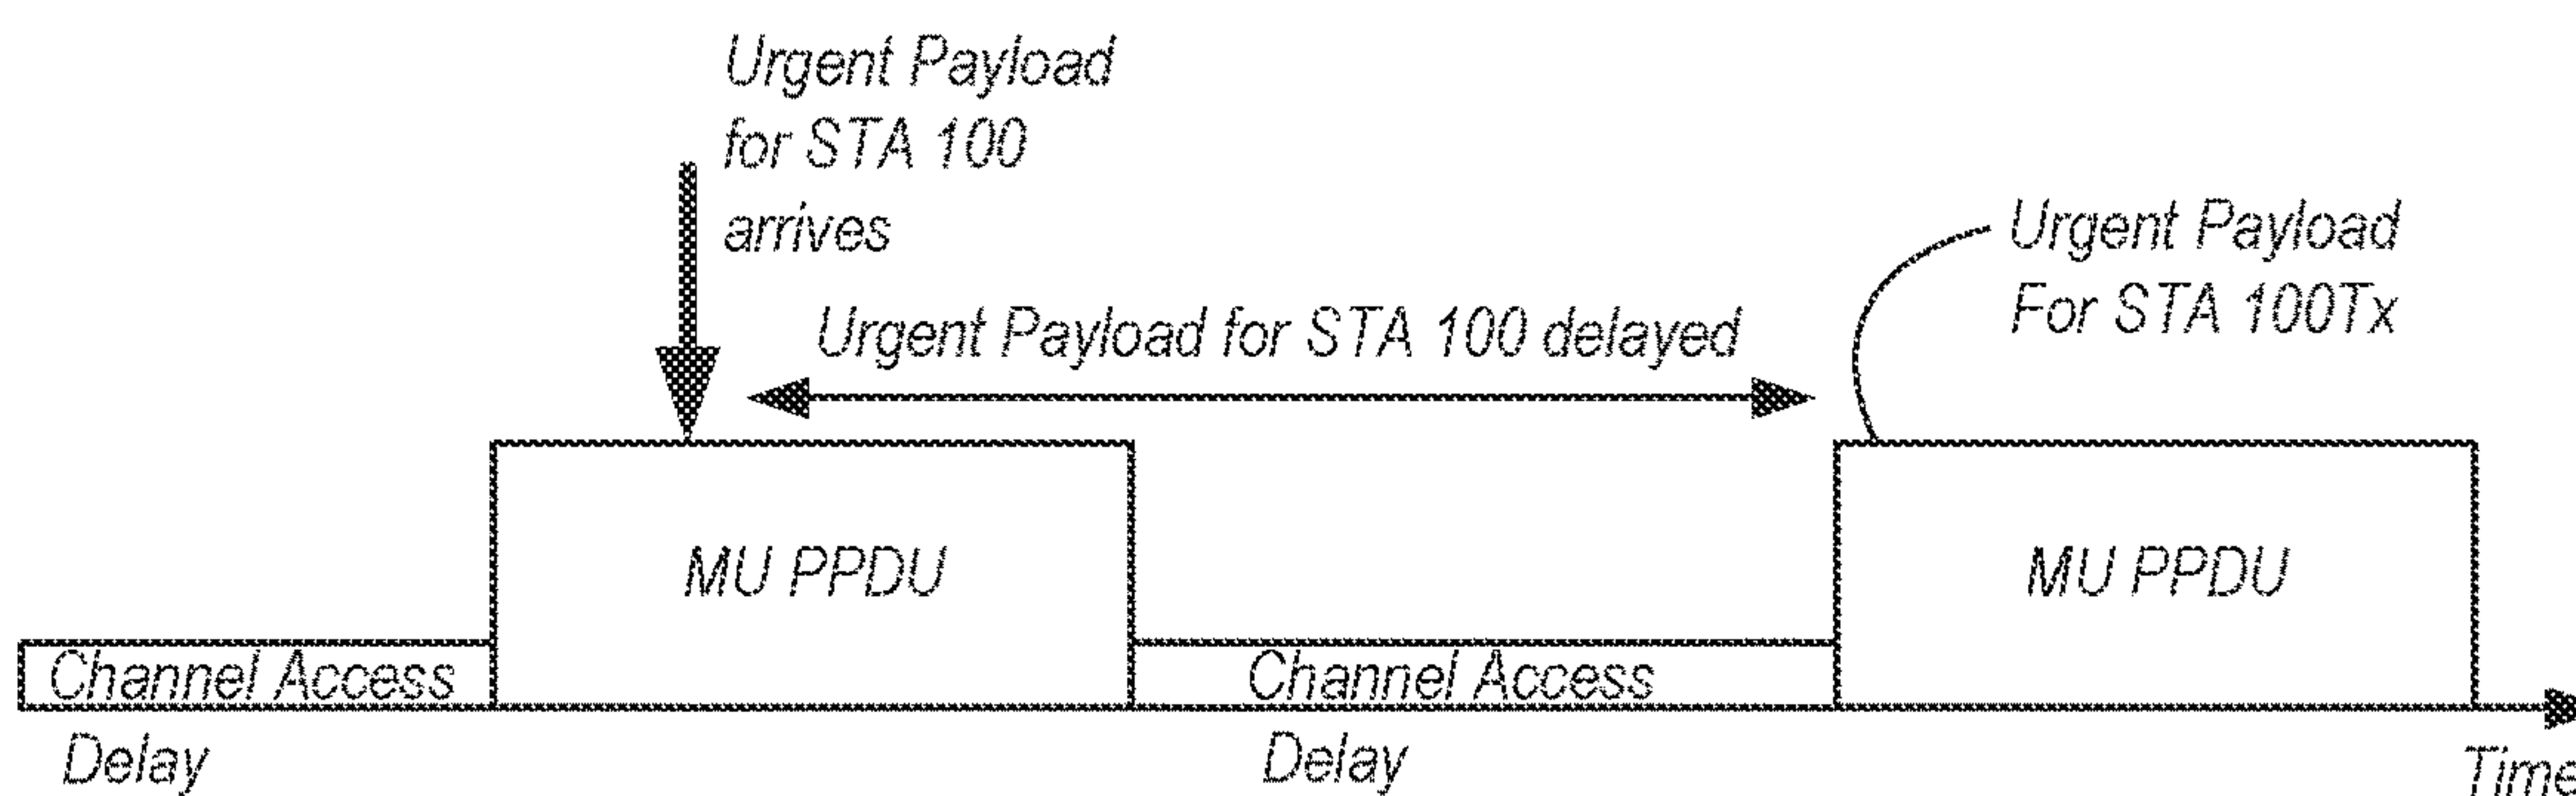 Urgent Payload
for STA 100
arrives
Urgent Payload for STA 100 delayed
Urgent Payload
For STA 100Tx
MU PPDU
MU PPDU
Channel Access
Delay
Channel Access
Delay
Time